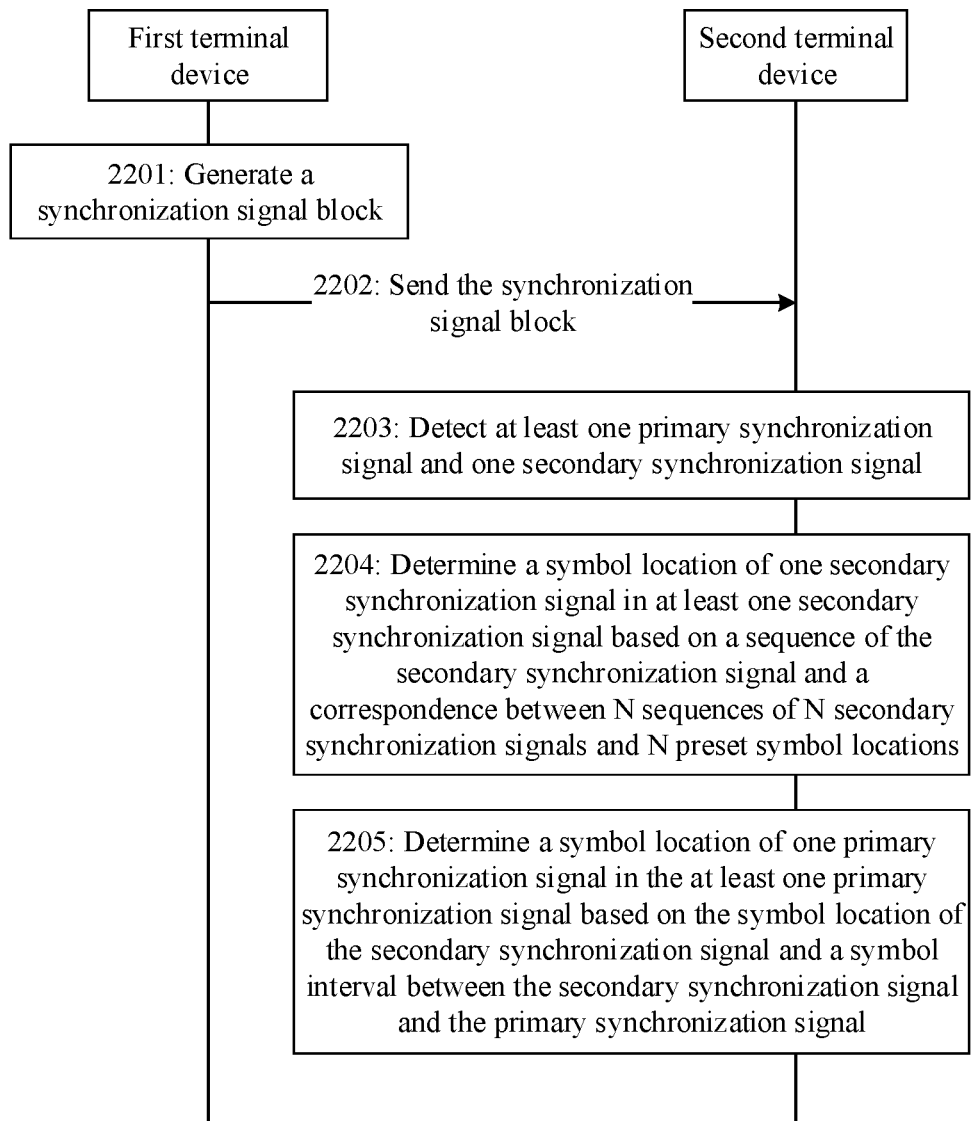 First terminal
device
Second terminal
device
2201: Generate a
synchronization signal block
2202: Send the synchronization
signal block
2203: Detect at least one primary synchronization
signal and one secondary synchronization signal
2204: Determine a symbol location of one secondary
synchronization signal in at least one secondary
synchronization signal based on a sequence of the
secondary synchronization signal and a
correspondence between N sequences of N secondary
synchronization signals and N preset symbol locations
2205: Determine a symbol location of one primary
synchronization signal in the at least one primary
synchronization signal based on the symbol location of
the secondary synchronization signal and a symbol
interval between the secondary synchronization signal
and the primary synchronization signal